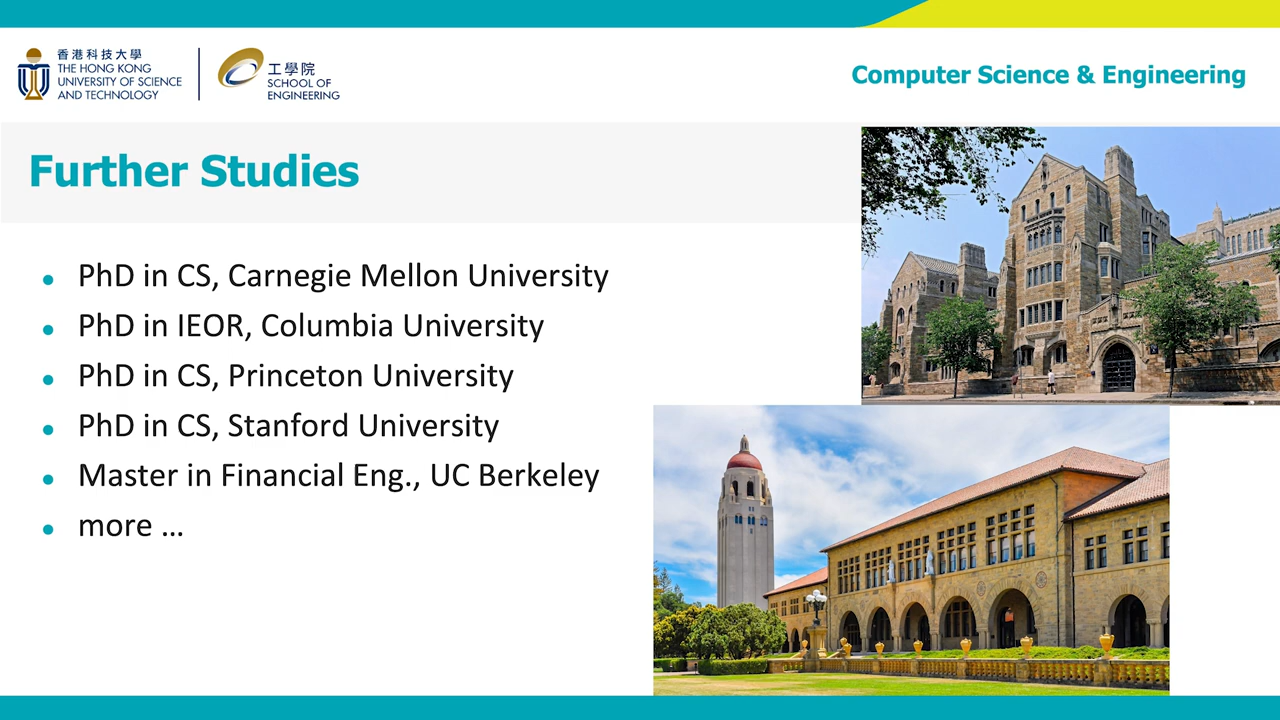 香港科技大學
THE HONG KONG
UNIVERSITY OF SCIENCE
AND TECHNOLOGY
工學院
SCHOOL OF
ENGINEERING
Computer Science & Engineering
Further Studies
PhD in CS, Carnegie Mellon University
PhD in IEOR, Columbia University
PhD in CS, Princeton University
PhD in CS, Stanford University
Master in Financial Eng., UC Berkeley
more …